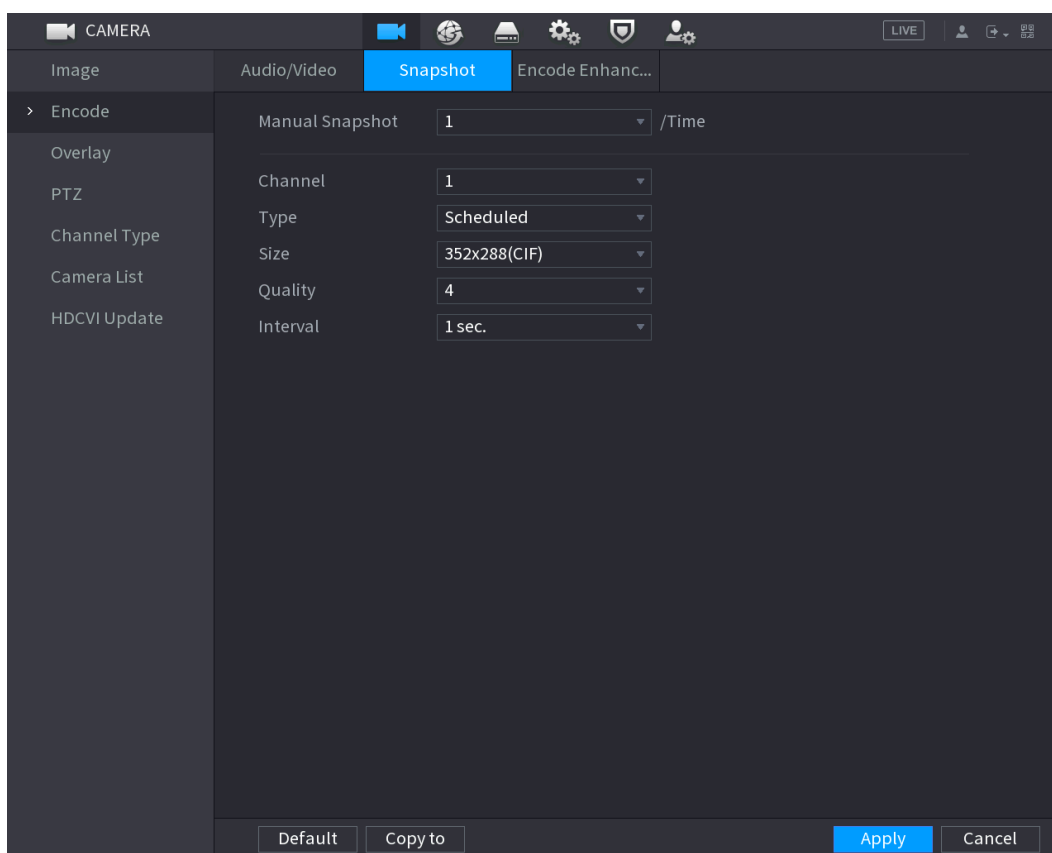 CAMERA
LIVE
Image
Audio/Video
Snapshot
Encode Enhanc...
Encode
Manual Snapshot 1 /Time
Overlay
PTZ
Channel Type
Camera List
HDCVI Update
Channel 1
Type Scheduled
Size 352x288(CIF)
Quality 4
Interval 1 sec.
Default
Copy to
Apply
Cancel